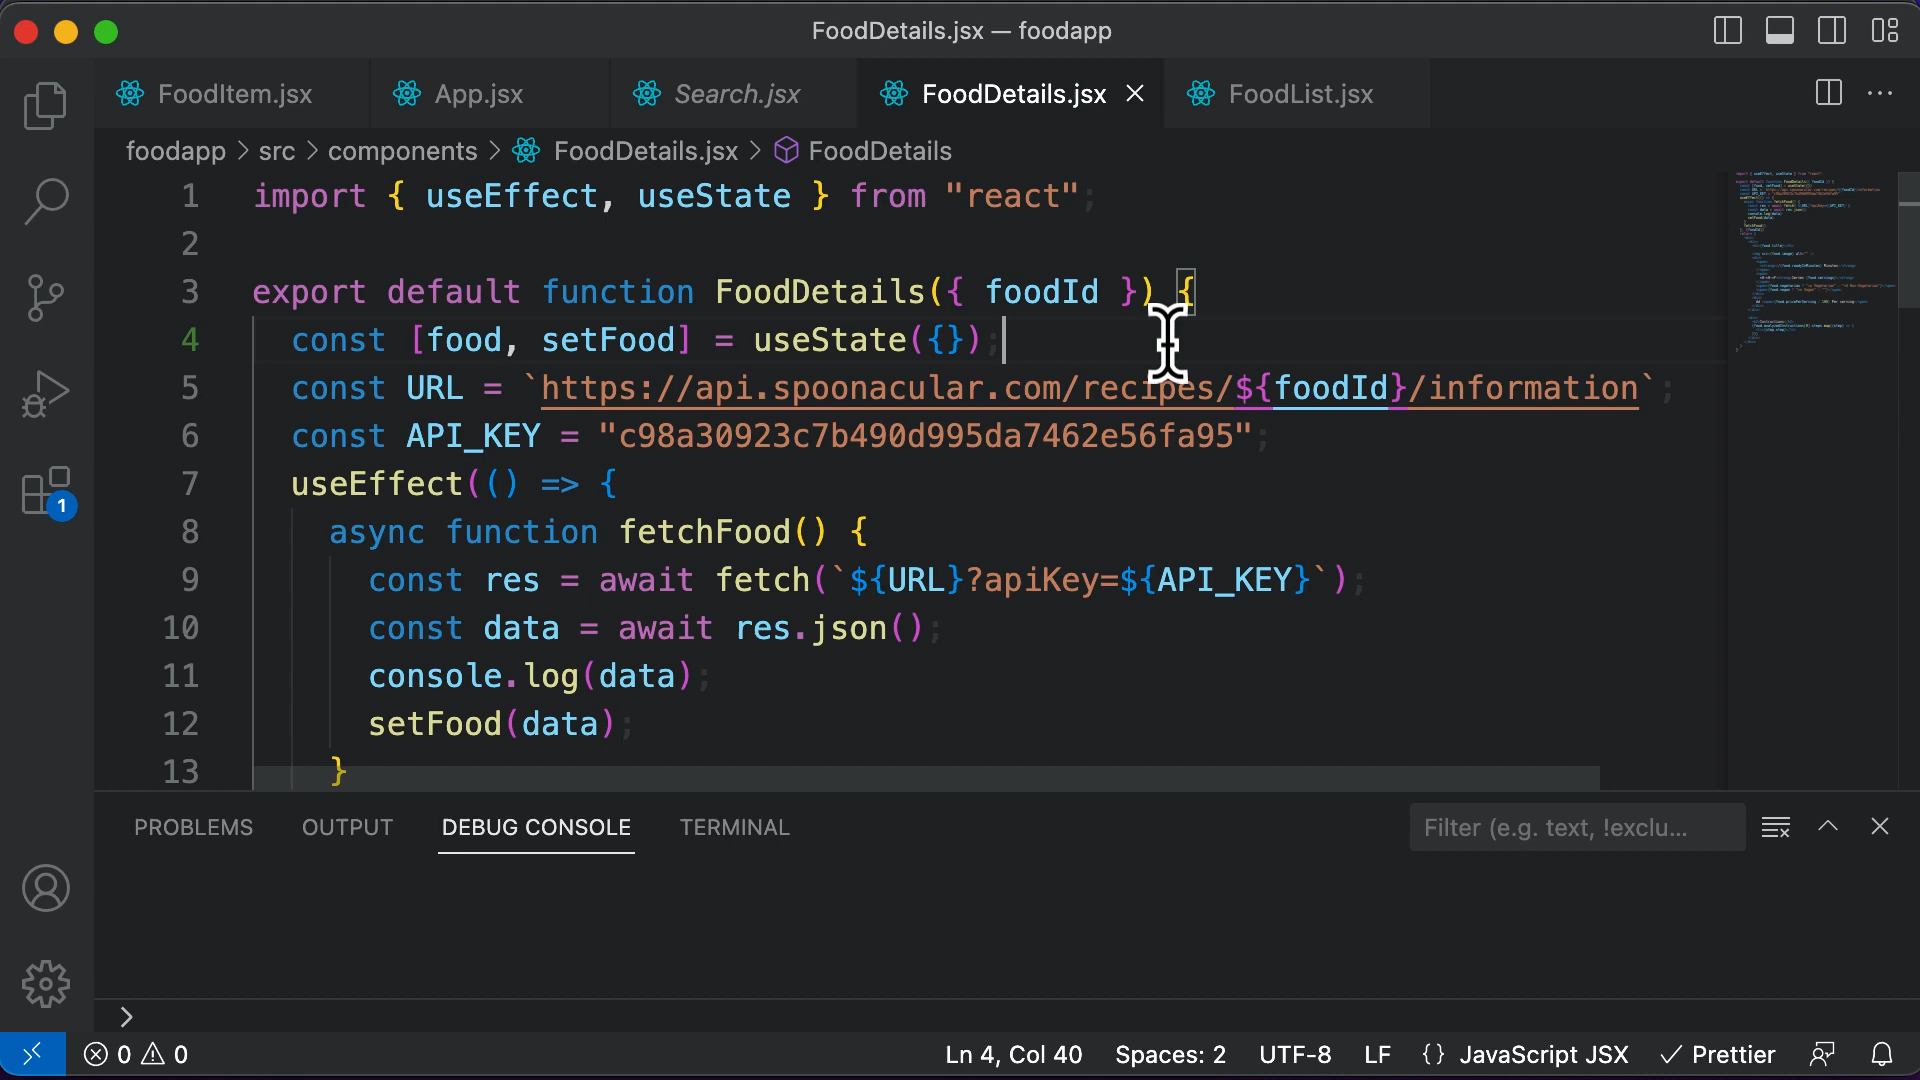 FoodDetails.jsx — foodapp
FoodItem.jsx
App.jsx
Search.jsx
FoodDetails.jsx
FoodList.jsx
foodapp > src > components > FoodDetails.jsx > FoodDetails
1 import { useEffect, useState } from "react";
2
3 export default function FoodDetails({ foodId }) {
4 const [food, setFood] = useState({});
5 const URL = `https://api.spoonacular.com/recipes/${foodId}/information`;
6 const API_KEY = "c98a30923c7b490d995da7462e56fa95";
7 useEffect(() => {
8 async function fetchFood() {
9 const res = await fetch(`${URL}?apiKey=${API_KEY}`);
10 const data = await res.json();
11 console.log(data);
12 setFood(data);
13 }
1
PROBLEMS
OUTPUT
DEBUG CONSOLE
TERMINAL
Filter (e.g. text, !exclu...
0 0
Ln 4, Col 40
Spaces: 2
UTF-8
LF
{} JavaScript JSX
Prettier